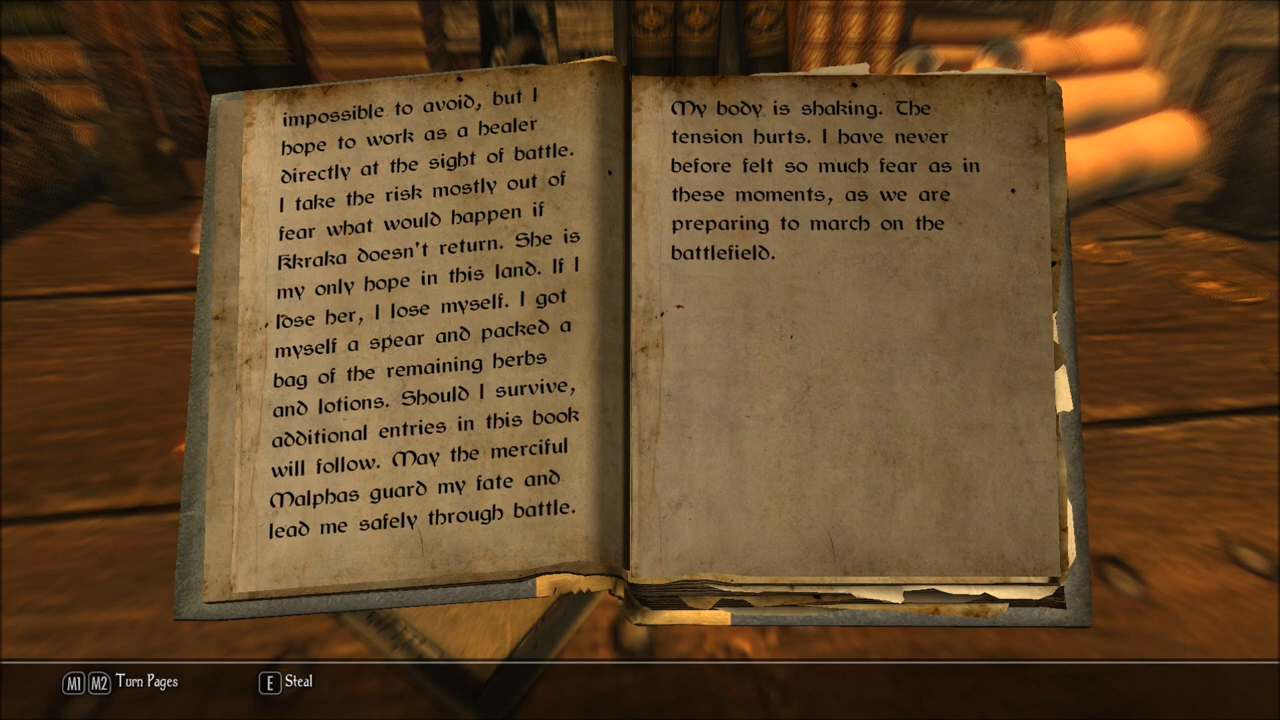 impossible to avoid, but I
hope to work as a healer
directly at the sight of battle.
I take the risk mostly out of
fear what would happen if
Kkraka doesn't return. She is
my only hope in this land. If I
lose her, I lose myself. I got
myself a spear and packed a
bag of the remaining herbs
and lotions. Should I survive,
additional entries in this book
will follow. May the merciful
Malphas guard my fate and
lead me safely through battle.
My body is shaking. The
tension hurts. I have never
before felt so much fear as in
these moments, as we are
preparing to march on the
battlefield.
M1 M2 Turn Pages
E Steal